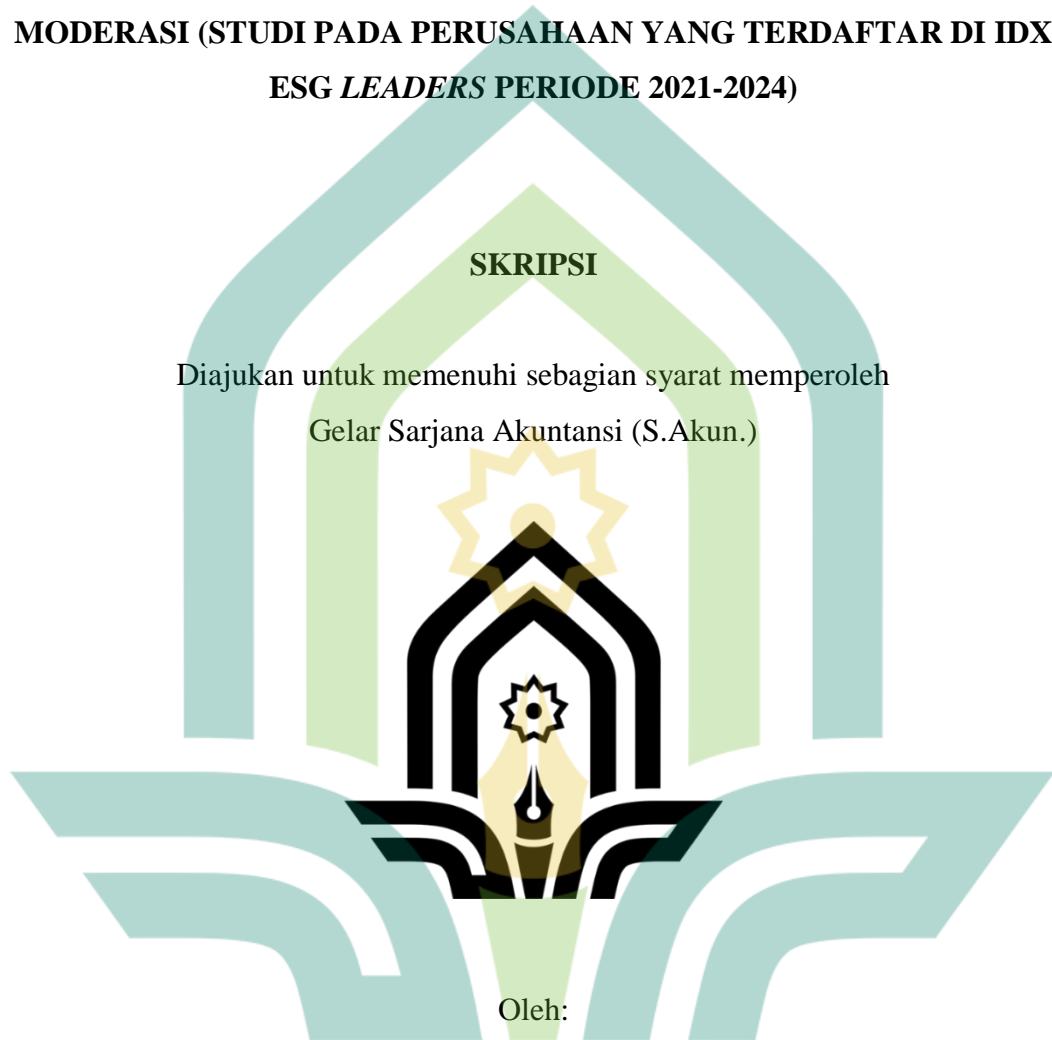 MODERASI (STUDI PADA PERUSAHAAN YANG TERDAFTAR DI IDX
ESG LEADERS PERIODE 2021-2024)
SKRIPSI
Diajukan untuk memenuhi sebagian syarat memperoleh
Gelar Sarjana Akuntansi (S.Akun.)
Oleh: